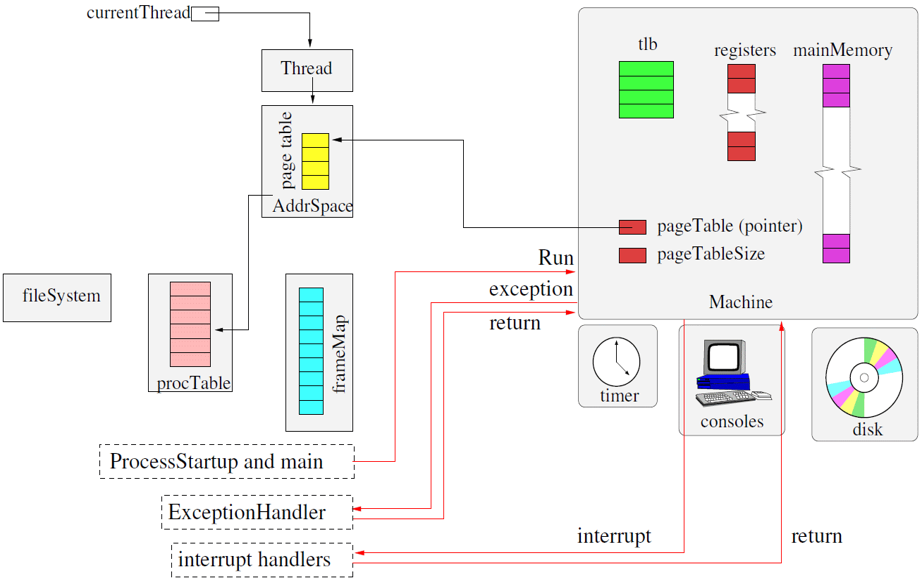 currentThread
Thread
page table
AddrSpace
tlb
registers
mainMemory
pageTable (pointer)
pageTableSize
Machine
Run
exception
return
fileSystem
procTable
frameMap
timer
consoles
disk
ProcessStartup and main
ExceptionHandler
interrupt
return
interrupt handlers